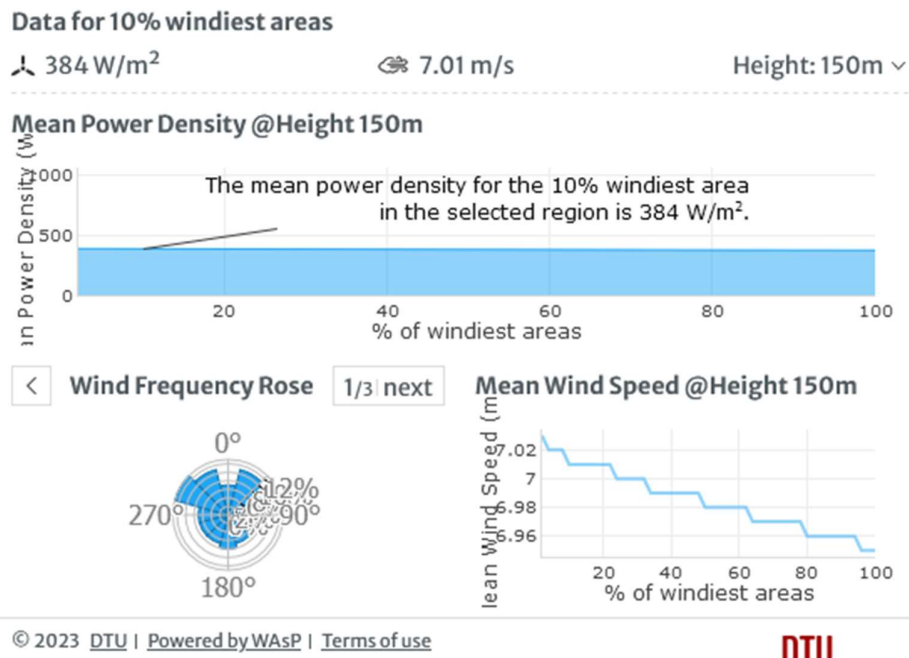 Data for 10% windiest areas
384 W/m² 7.01 m/s Height: 150m
Mean Power Density @Height 150m
The mean power density for the 10% windiest area
in the selected region is 384 W/m².
1000
500
0
20 40 60 80 100
% of windiest areas
Wind Frequency Rose 1/3 next
0°
270° 12% 90°
180°
Mean Wind Speed @Height 150m
7.02
7
6.98
6.96
20 40 60 80 100
% of windiest areas
© 2023 DTU | Powered by WAsP | Terms of use
DTU